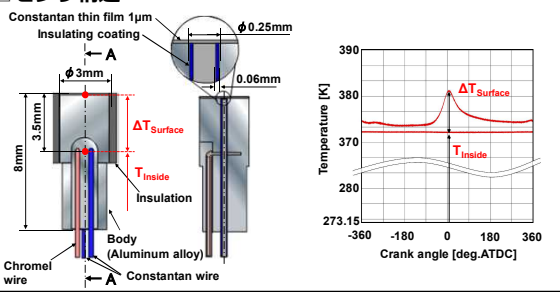 Constantan thin film 1μm
Insulating coating
ϕ0.25mm
A
ϕ3mm
0.06mm
3.5mm
8mm
ΔTSurface
TInside
Insulation
Body
(Aluminum alloy)
Chromel
wire
Constantan wire
A
Temperature [K]
390
380
370
280
273.15
ΔTSurface
TInside
-360 -180 0 180 360
Crank angle [deg.ATDC]